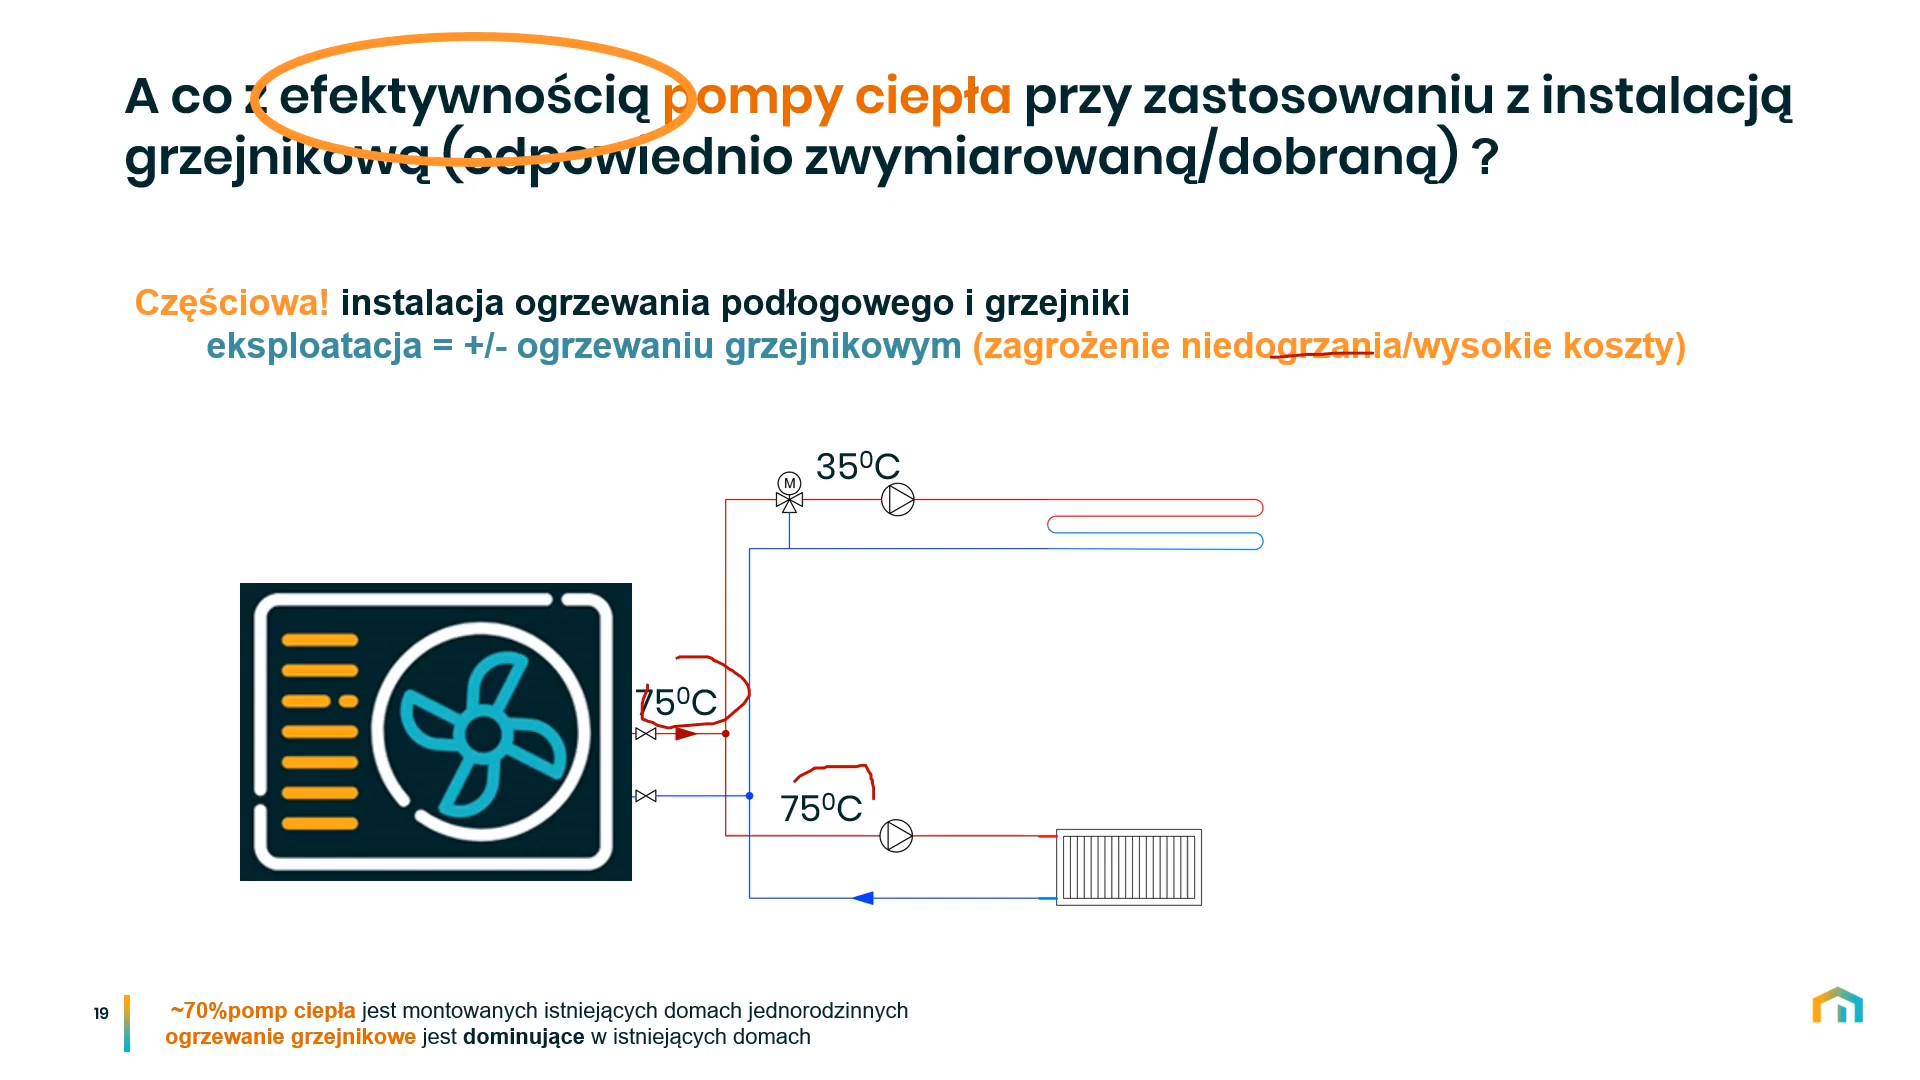 A co z efektywnością pompy ciepła przy zastosowaniu z instalacją
grzejnikową (odpowiednio zwymiarowaną/dobraną) ?
Częściowa! instalacja ogrzewania podłogowego i grzejniki
eksploatacja = +/- ogrzewaniu grzejnikowym (zagrożenie niedogrzania/wysokie koszty)
35⁰C
M
75⁰C
75⁰C
19
~70%pomp ciepła jest montowanych istniejących domach jednorodzinnych
ogrzewanie grzejnikowe jest dominujące w istniejących domach